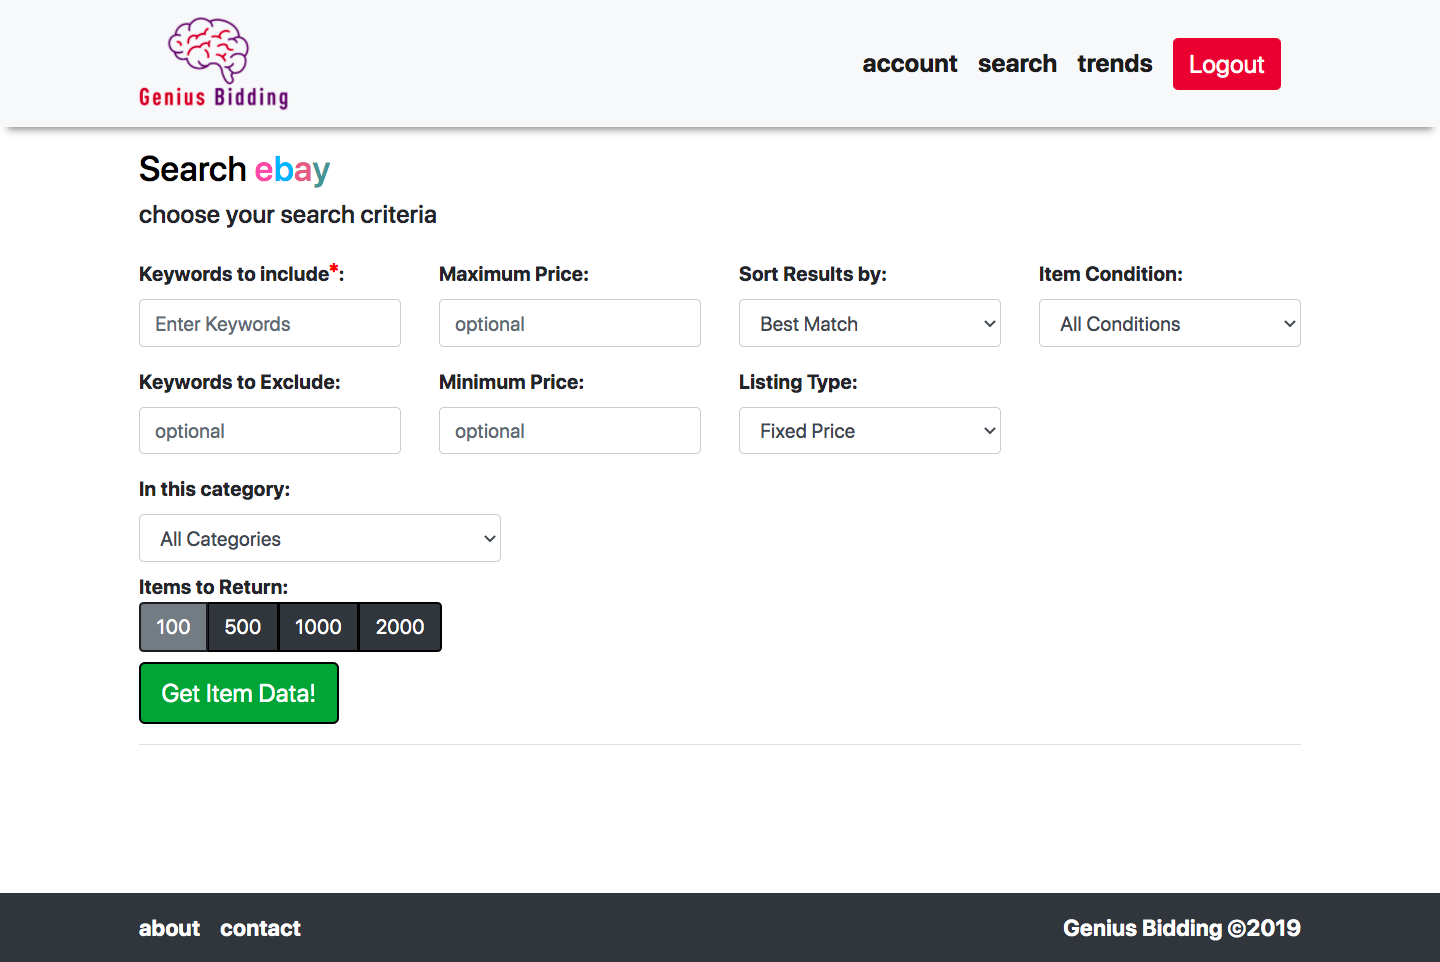 Genius Bidding
account search trends Logout
Search ebay
choose your search criteria
Keywords to include*: Maximum Price: Sort Results by: Item Condition:
Enter Keywords optional Best Match All Conditions
Keywords to Exclude: Minimum Price: Listing Type:
optional optional Fixed Price
In this category:
All Categories
Items to Return:
100 500 1000 2000
Get Item Data!
about contact Genius Bidding ©2019